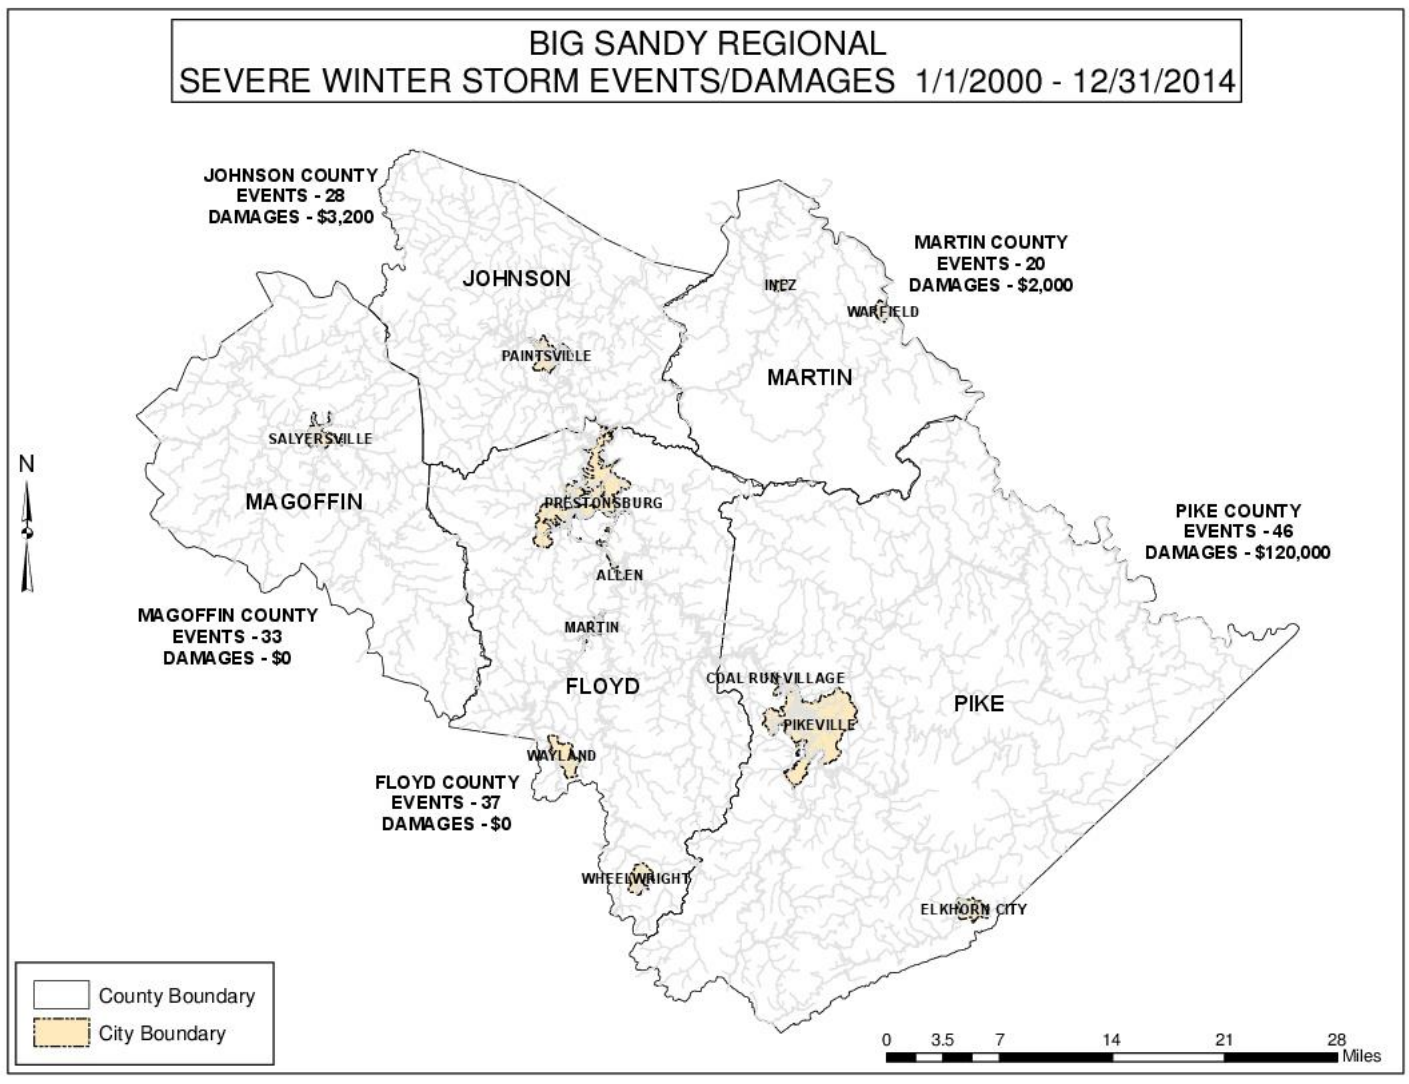 BIG SANDY REGIONAL
SEVERE WINTER STORM EVENTS/DAMAGES 1/1/2000 - 12/31/2014
JOHNSON COUNTY
EVENTS - 28
DAMAGES - $3,200
MARTIN COUNTY
EVENTS - 20
DAMAGES - $2,000
JOHNSON
INEZ
WARFIELD
PAINTSVILLE
MARTIN
SALYERSVILLE
MAGOFFIN
N
PRESTONSBURG
PIKE COUNTY
EVENTS - 46
DAMAGES - $120,000
ALLEN
MAGOFFIN COUNTY
EVENTS - 33
DAMAGES - $0
MARTIN
FLOYD
COAL RUN VILLAGE
PIKE
PIKEVILLE
WAYLAND
FLOYD COUNTY
EVENTS - 37
DAMAGES - $0
WHEELWRIGHT
ELKHORN CITY
County Boundary
City Boundary
0 3.5 7 14 21 28
Miles